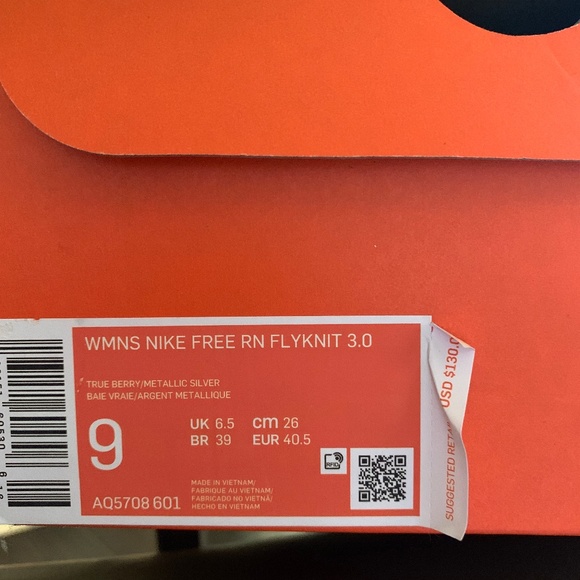 WMNS NIKE FREE RN FLYKNIT 3.0
TRUE BERRY/METALLIC SILVER
BAIE VRAIE/ARGENT METALLIQUE
9
UK 6.5 cm 26
BR 39 EUR 40.5
RFID
MADE IN VIETNAM/
FABRIQUE AU VIETNAM/
FABRICADO NO VIETNÃ/
HECHO EN VIETNAM
AQ5708 601
SUGGESTED
USD $130.0